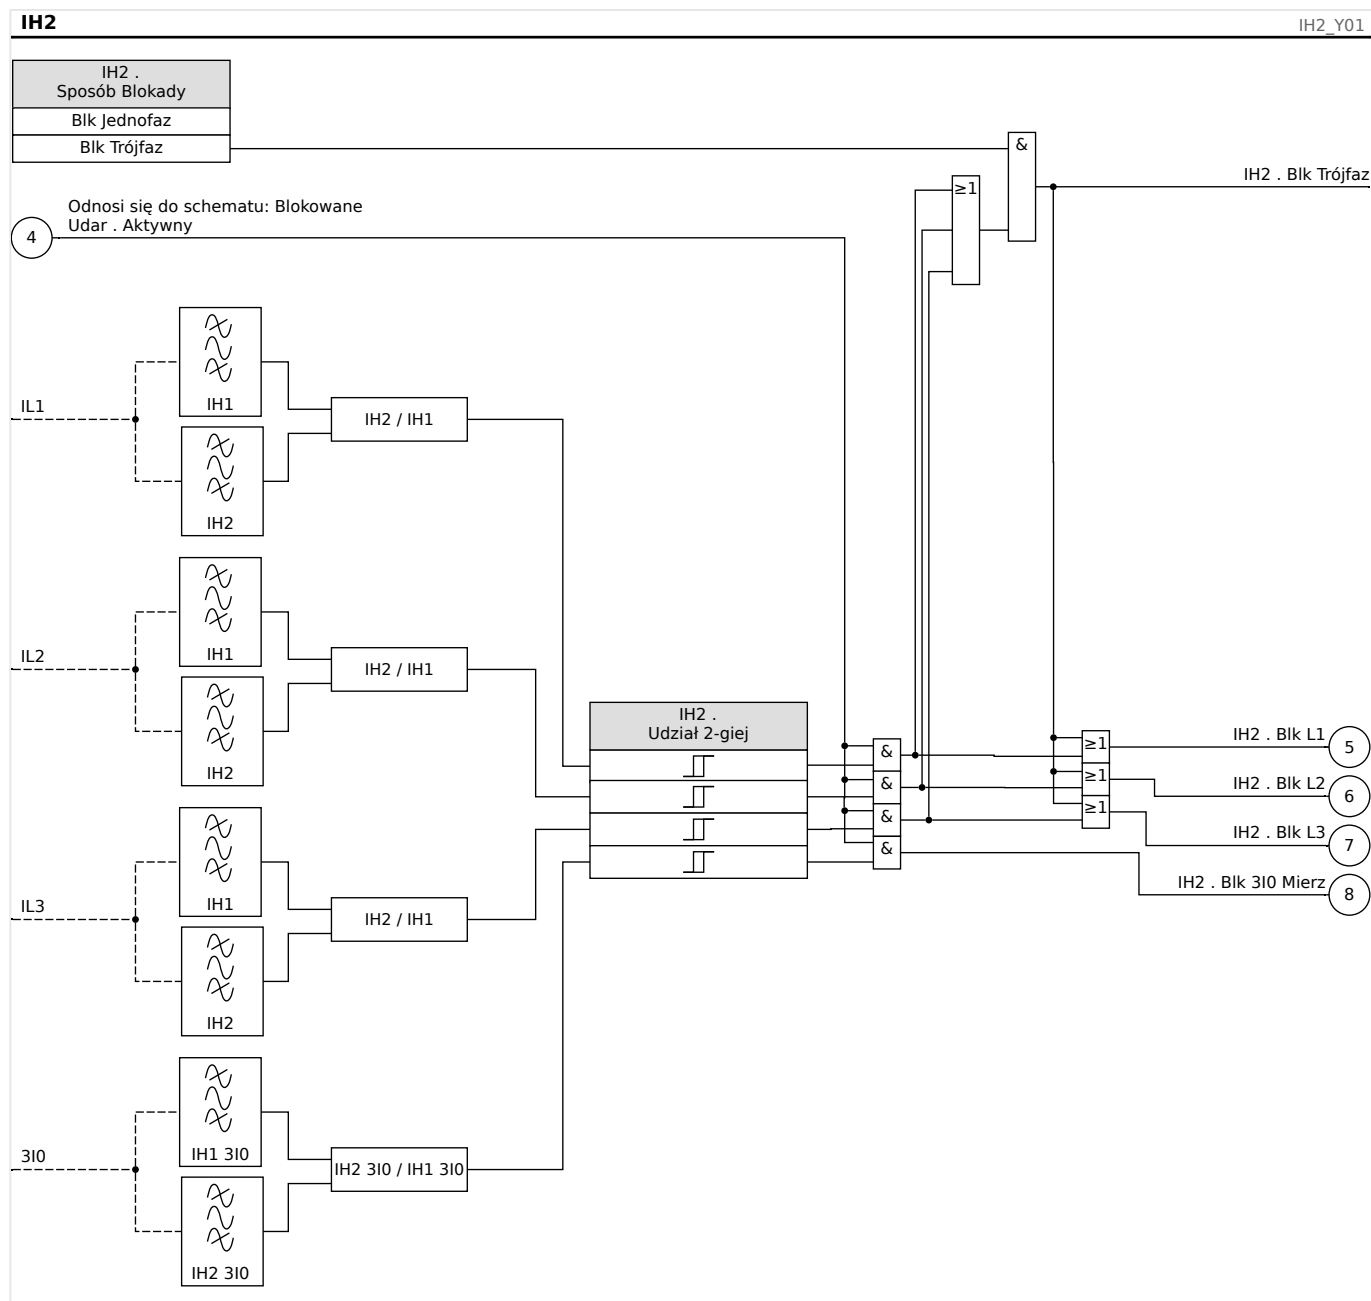 IH2
IH2_Y01
IH2 .
Sposób Blokady
Blk Jednofaz
Blk Trójfaz
&
≥1
IH2 . Blk Trójfaz
Odnosi się do schematu: Blokowane
Udar . Aktywny
4
IH1
IL1
IH2 / IH1
IH2
IH1
IL2
IH2 / IH1
IH2
IH2 .
Udział 2-giej
&
&
&
&
≥1
≥1
≥1
IH2 . Blk L1
5
IH2 . Blk L2
6
IH2 . Blk L3
7
IH2 . Blk 3I0 Mierz
8
IH1
IL3
IH2 / IH1
IH2
IH1 3I0
3I0
IH2 3I0 / IH1 3I0
IH2 3I0